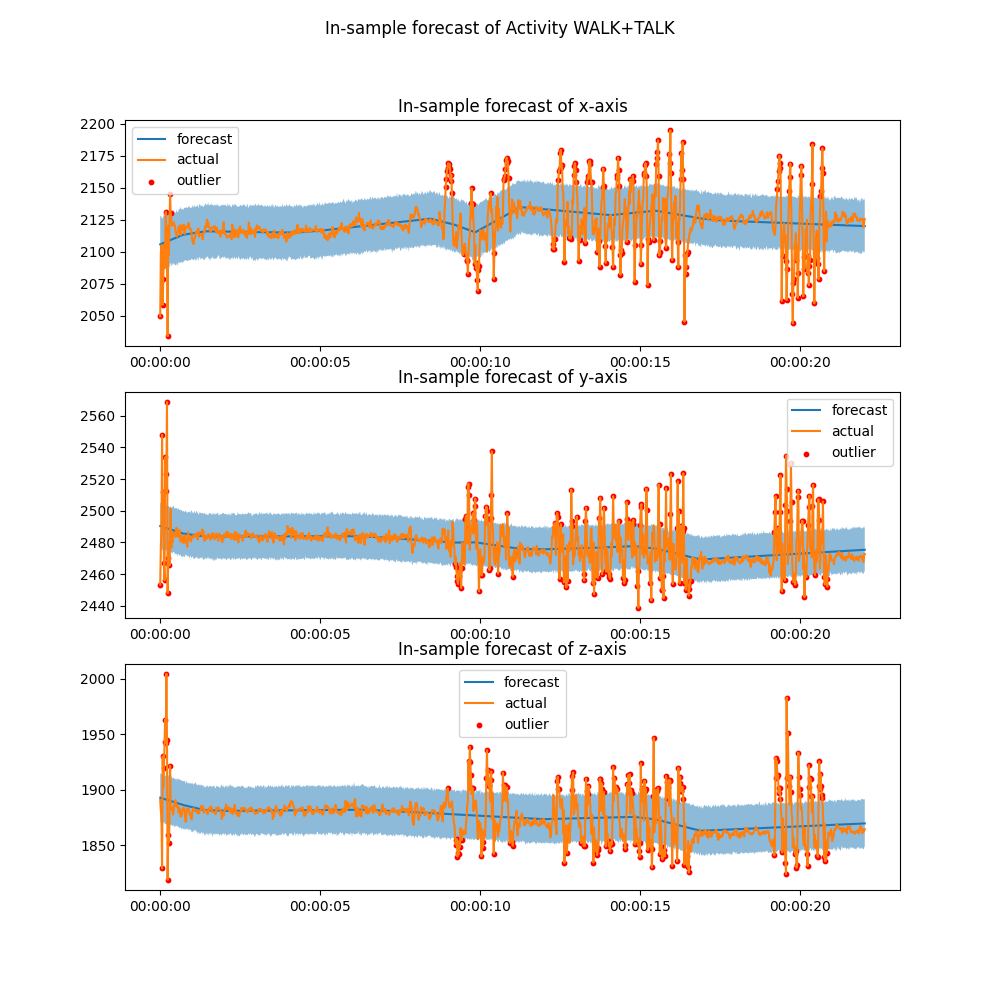 In-sample forecast of Activity WALK+TALK
In-sample forecast of x-axis
2200
2175
2150
2125
2100
2075
2050
forecast
actual
outlier
00:00:00 00:00:05 00:00:10 00:00:15 00:00:20
In-sample forecast of y-axis
2560
2540
2520
2500
2480
2460
2440
forecast
actual
outlier
00:00:00 00:00:05 00:00:10 00:00:15 00:00:20
In-sample forecast of z-axis
2000
1950
1900
1850
forecast
actual
outlier
00:00:00 00:00:05 00:00:10 00:00:15 00:00:20